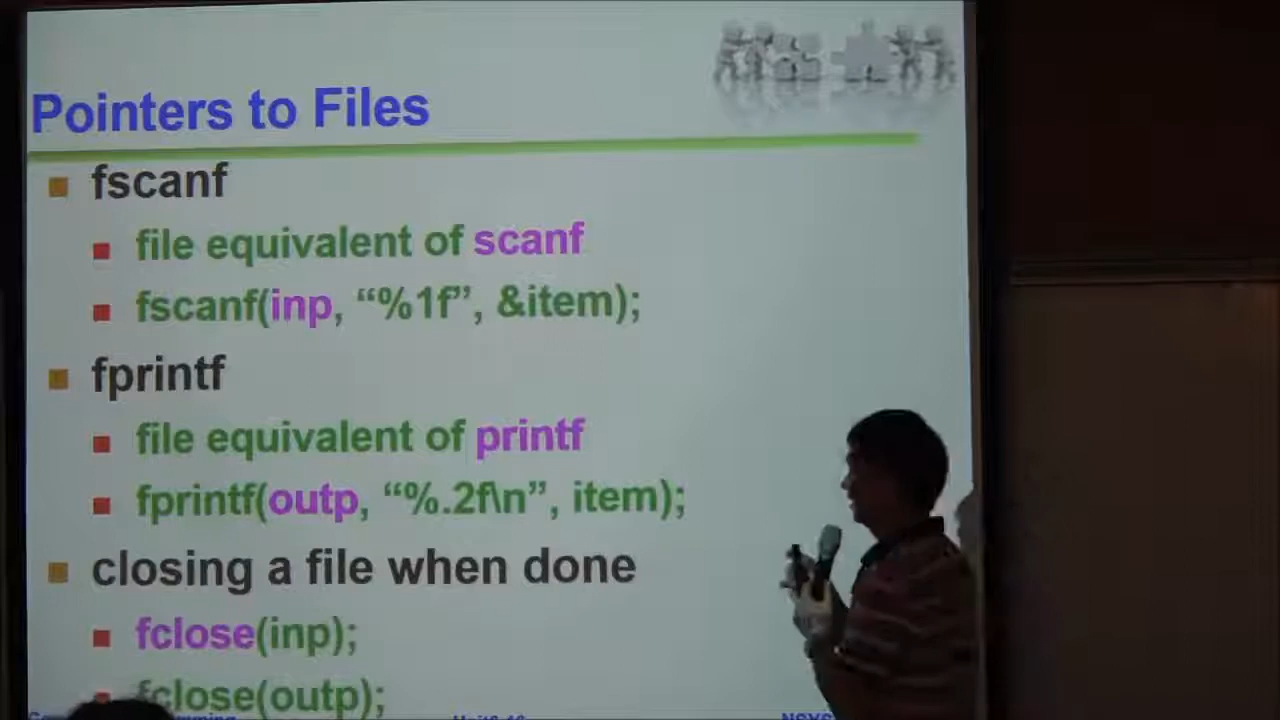 Pointers to Files
fscanf
file equivalent of scanf
fscanf(inp, “%1f”, &item);
fprintf
file equivalent of printf
fprintf(outp, “%.2f\n”, item);
closing a file when done
fclose(inp);
fclose(outp);